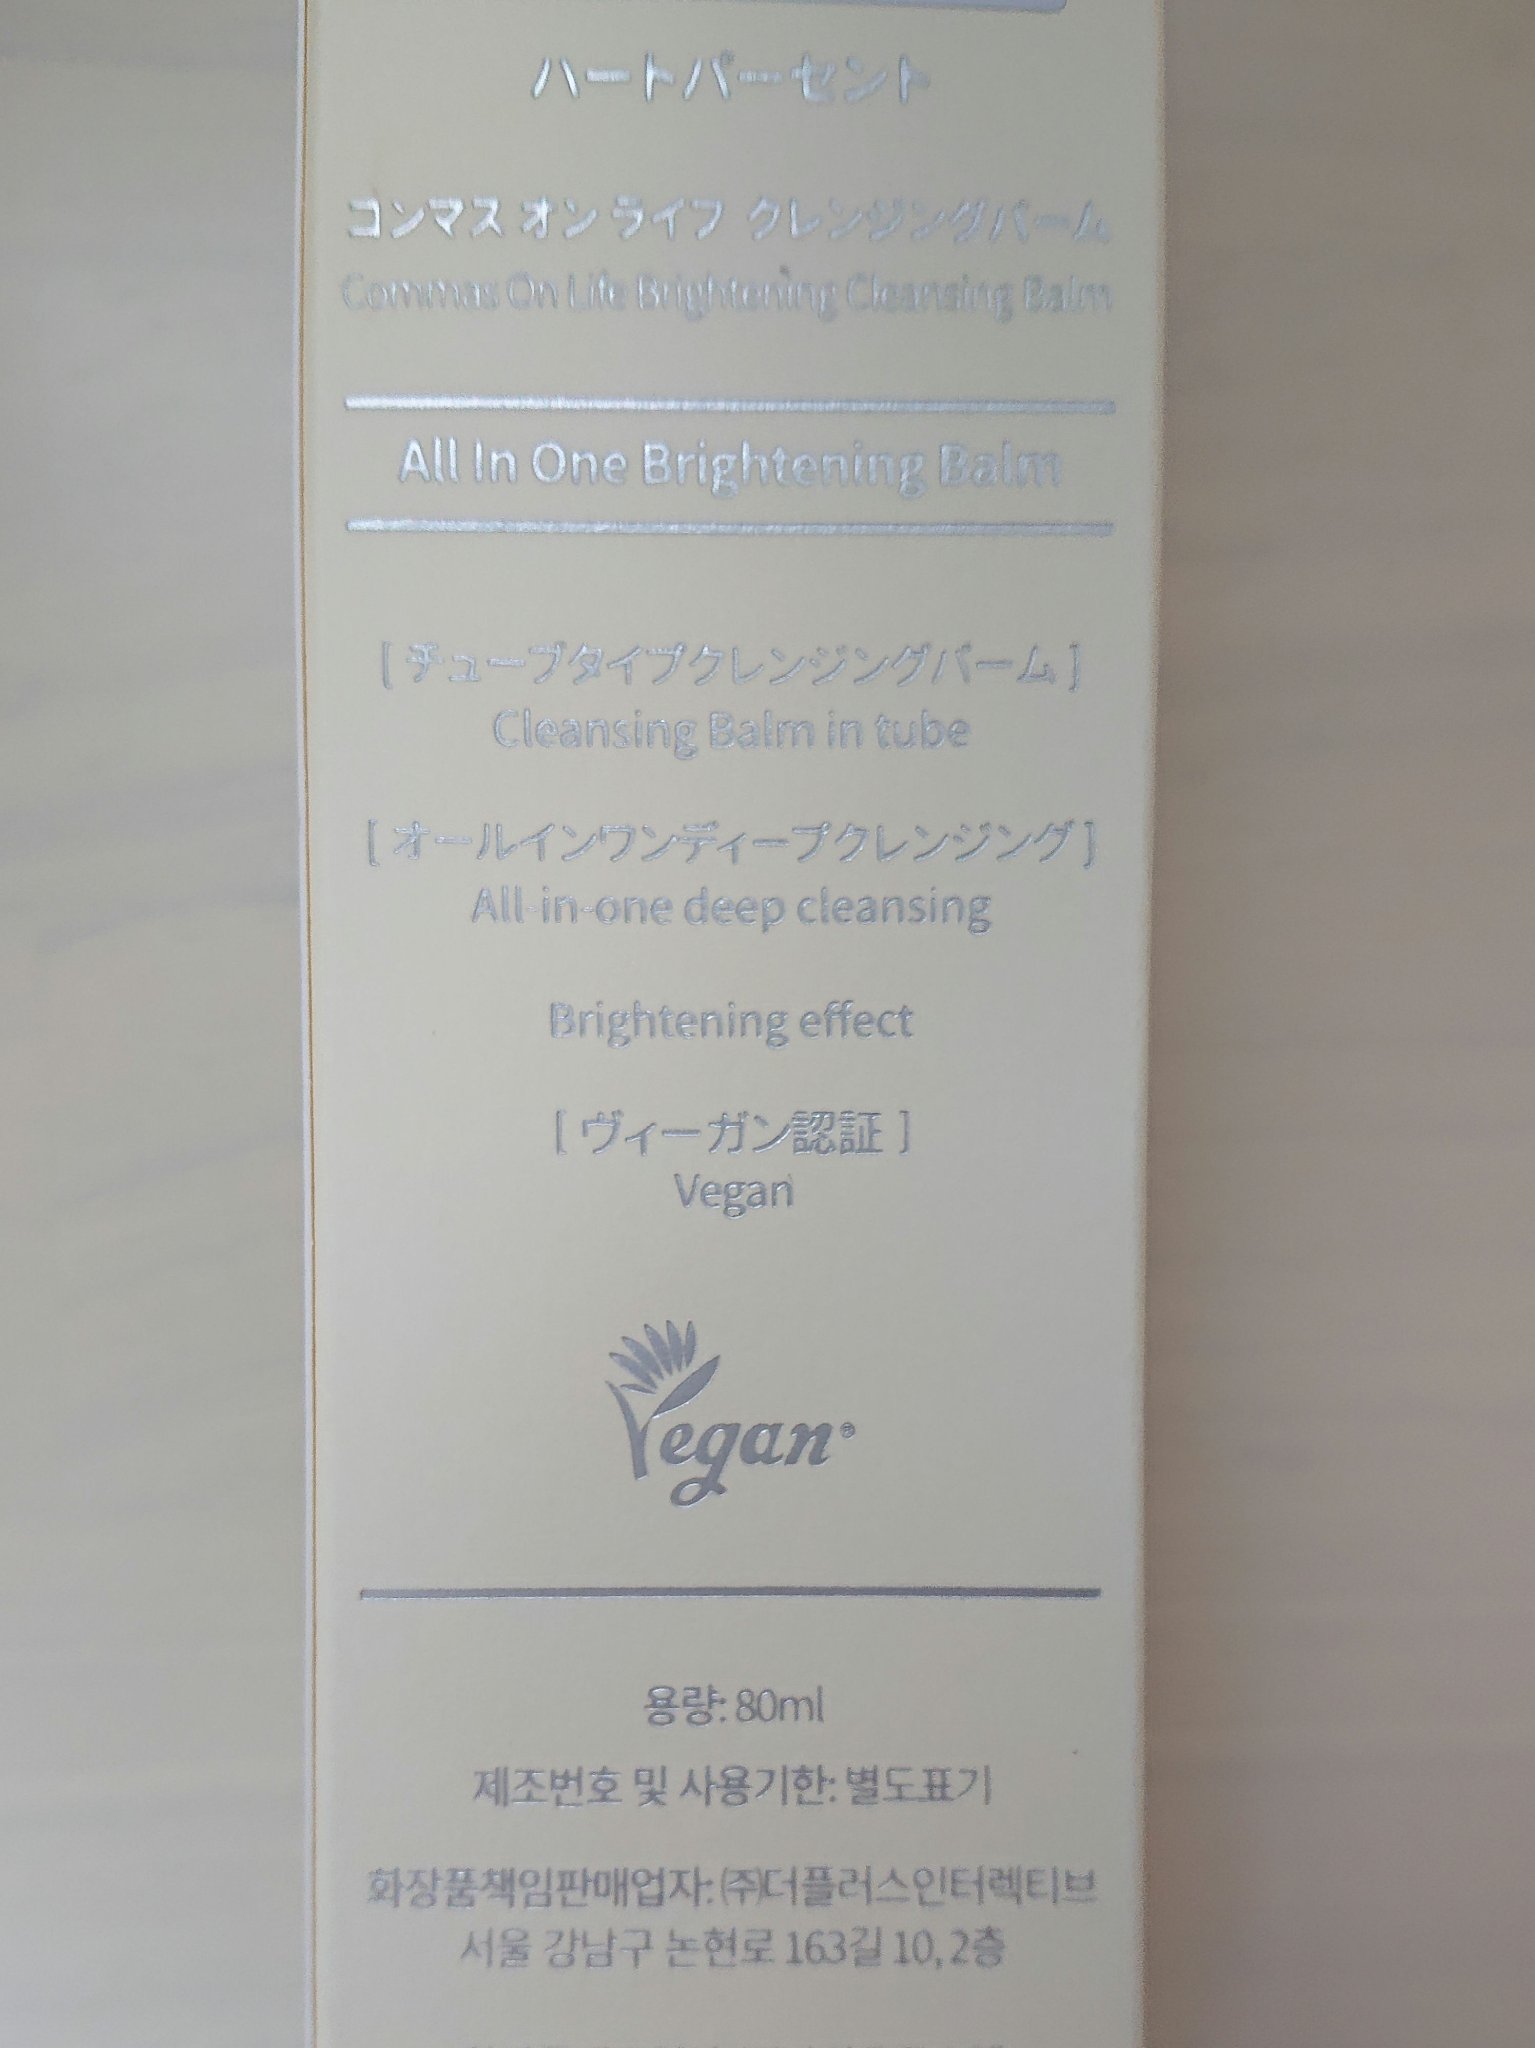 ハートパーセント
コンマス オン ライフ クレンジングバーム
Commas On Life Brightening Cleansing Balm
All In One Brightening Balm
[ チューブタイプクレンジングバーム ]
Cleansing Balm in tube
[ オールインワンディープクレンジング ]
All-in-one deep cleansing
Brightening effect
[ ヴィーガン認証 ]
Vegan
Vegan®
용량: 80ml
제조번호 및 사용기한: 별도표기
화장품책임판매업자: ㈜더플러스인터렉티브
서울 강남구 논현로 163길 10, 2층